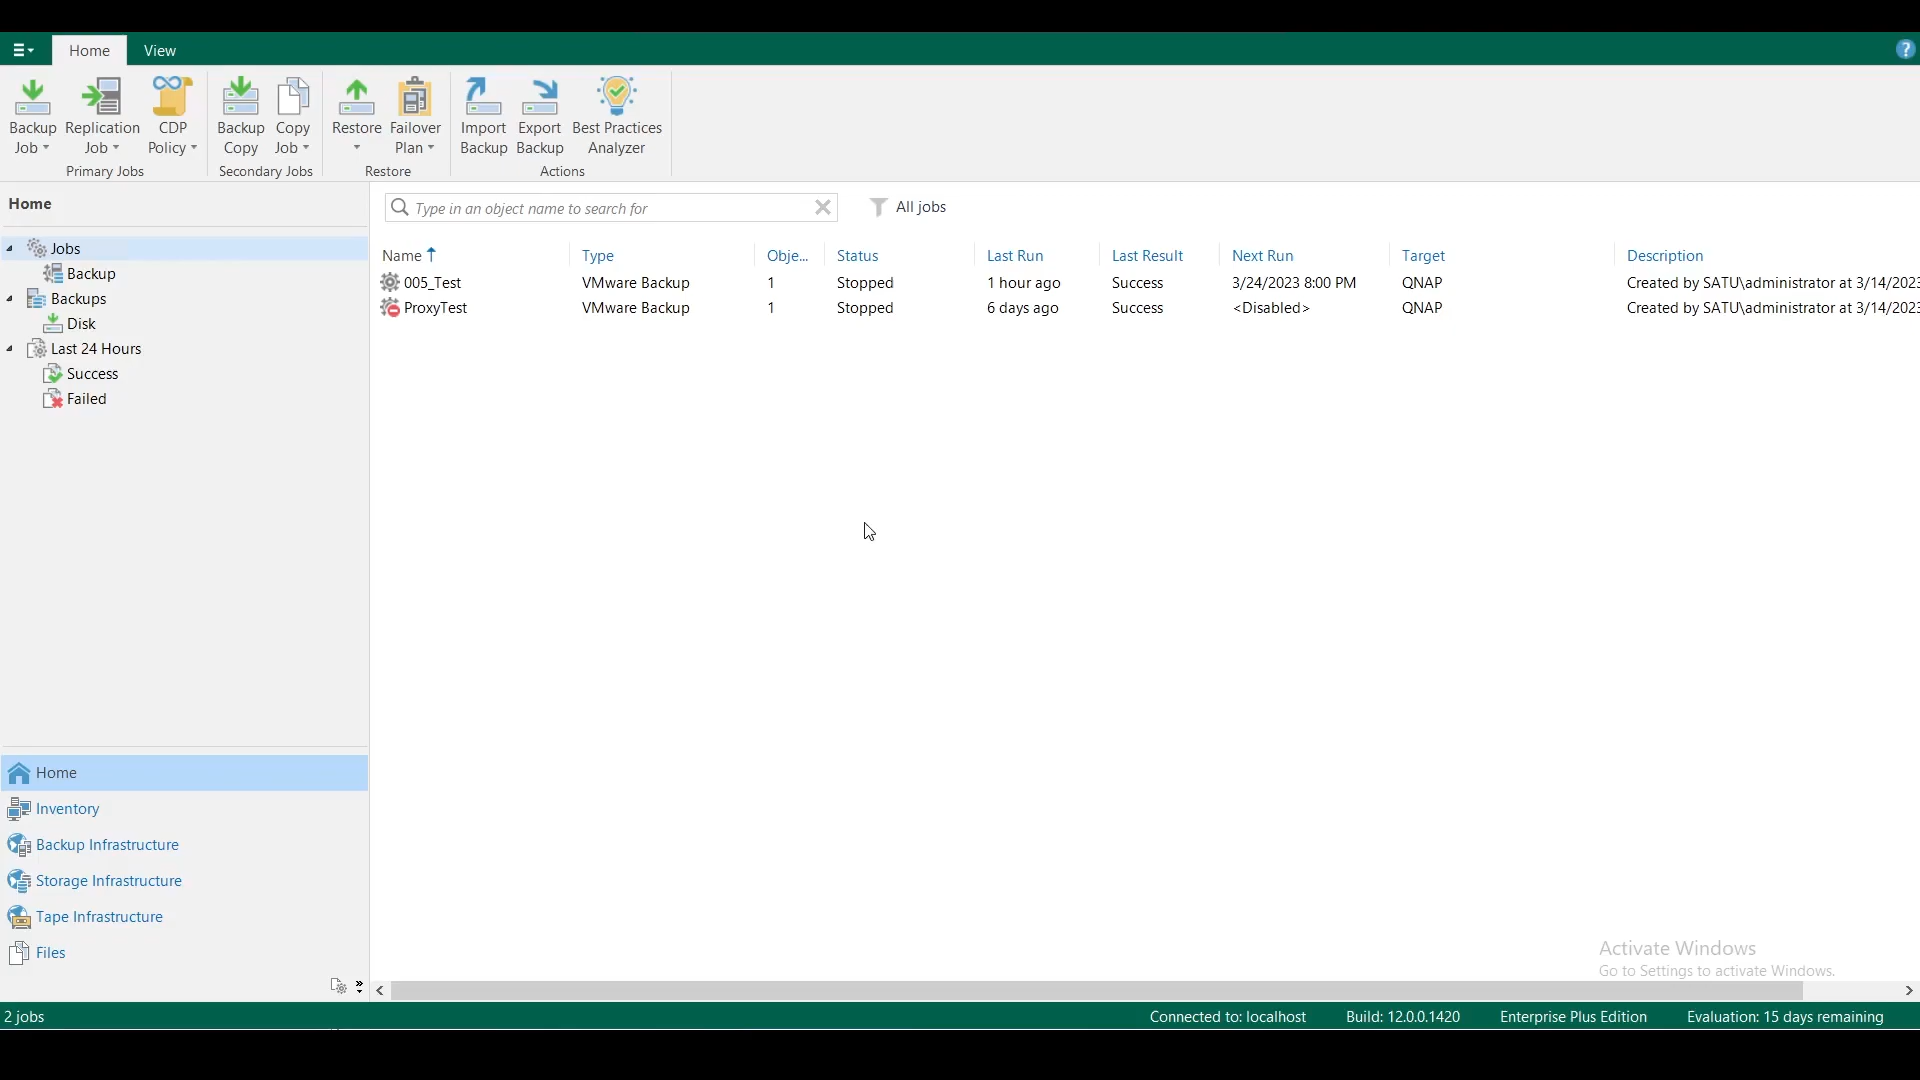 Home View
Backup Job
Replication Job
CDP Policy
Primary Jobs
Backup Copy
Copy Job
Secondary Jobs
Restore
Failover Plan
Restore
Import Backup
Export Backup
Best Practices Analyzer
Actions
Home
Jobs
Backup
Backups
Disk
Last 24 Hours
Success
Failed
Home
Inventory
Backup Infrastructure
Storage Infrastructure
Tape Infrastructure
Files
Type in an object name to search for
All jobs
Name Type Obje... Status Last Run Last Result Next Run Target Description
005_Test VMware Backup 1 Stopped 1 hour ago Success 3/24/2023 8:00 PM QNAP Created by SATU\administrator at 3/14/2023
ProxyTest VMware Backup 1 Stopped 6 days ago Success <Disabled> QNAP Created by SATU\administrator at 3/14/2023
Activate Windows
Go to Settings to activate Windows.
2 jobs Connected to: localhost Build: 12.0.0.1420 Enterprise Plus Edition Evaluation: 15 days remaining